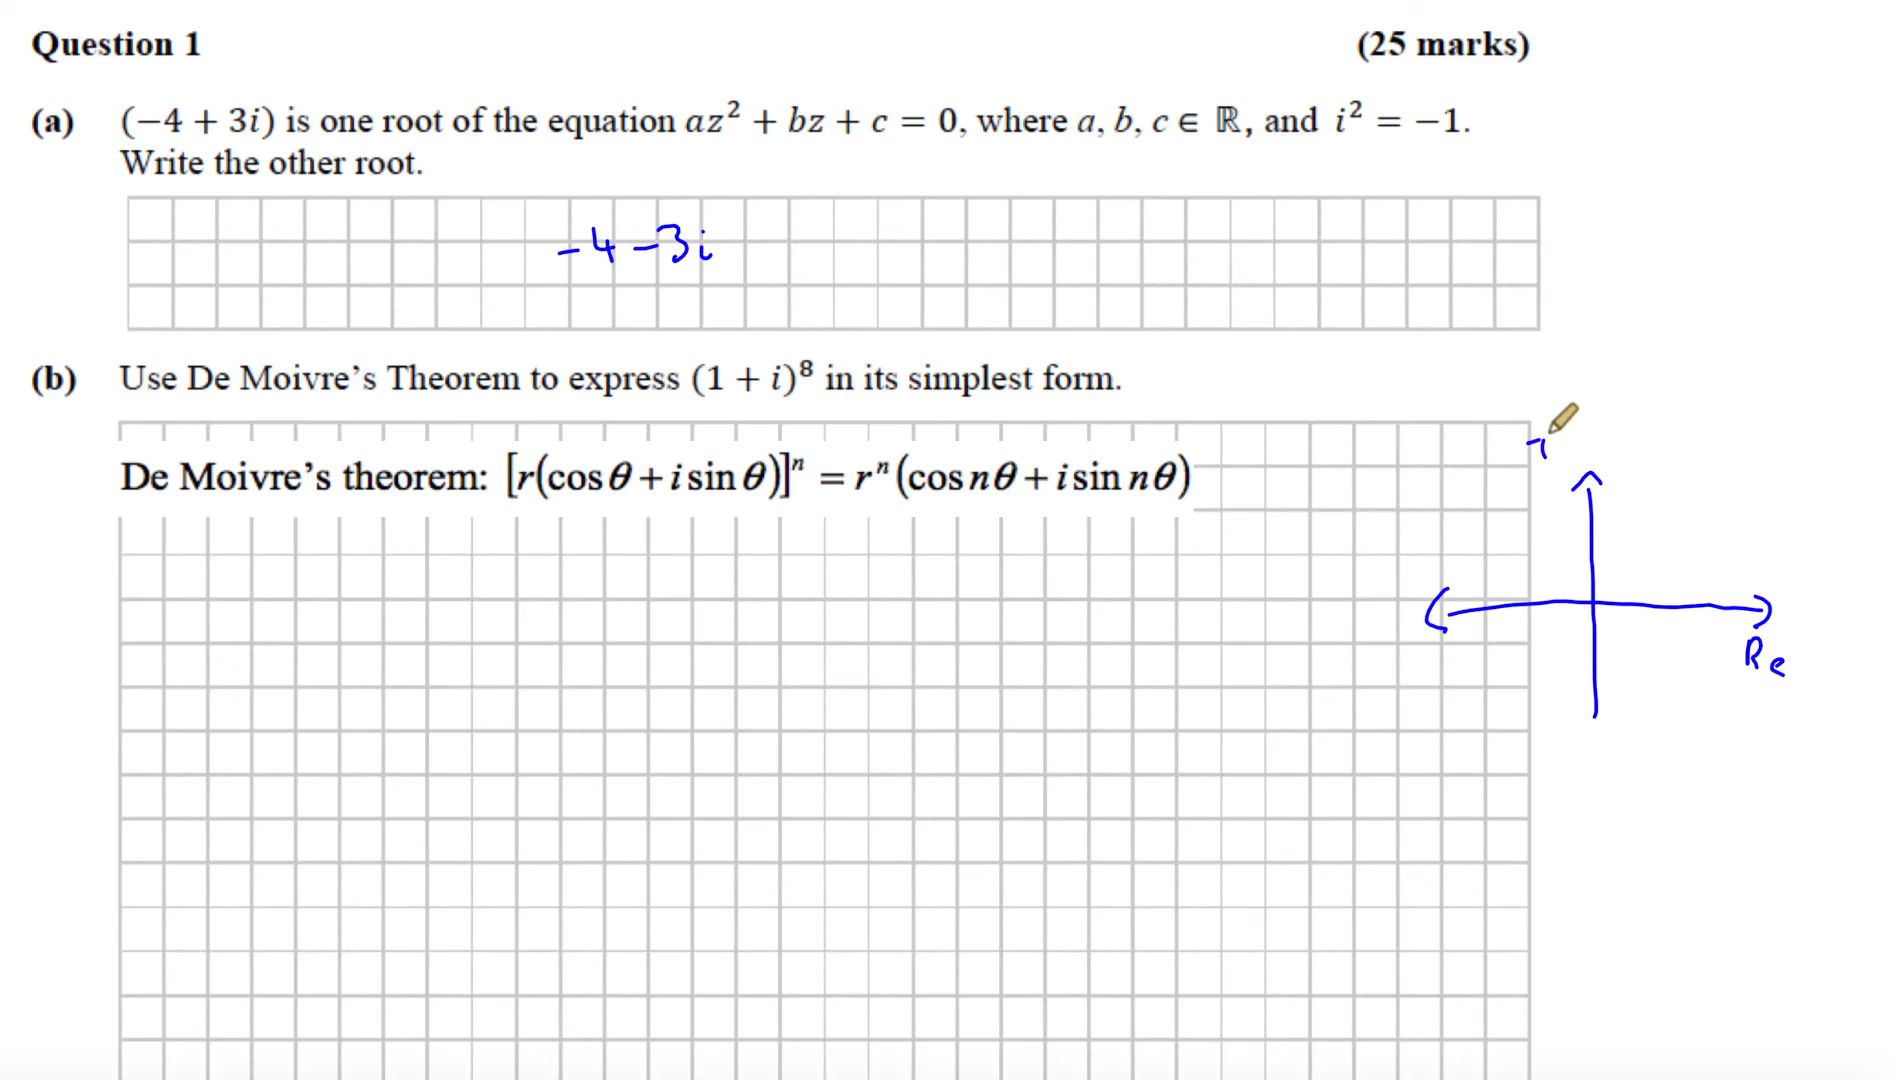 Question 1 (25 marks)
(a) (−4 + 3i) is one root of the equation az² + bz + c = 0, where a, b, c ∈ ℝ, and i² = −1.
Write the other root.
-4 -3i
(b) Use De Moivre’s Theorem to express (1 + i)⁸ in its simplest form.
De Moivre’s theorem: [r(cosθ + i sinθ)]ⁿ = rⁿ(cos nθ + i sin nθ)
Re